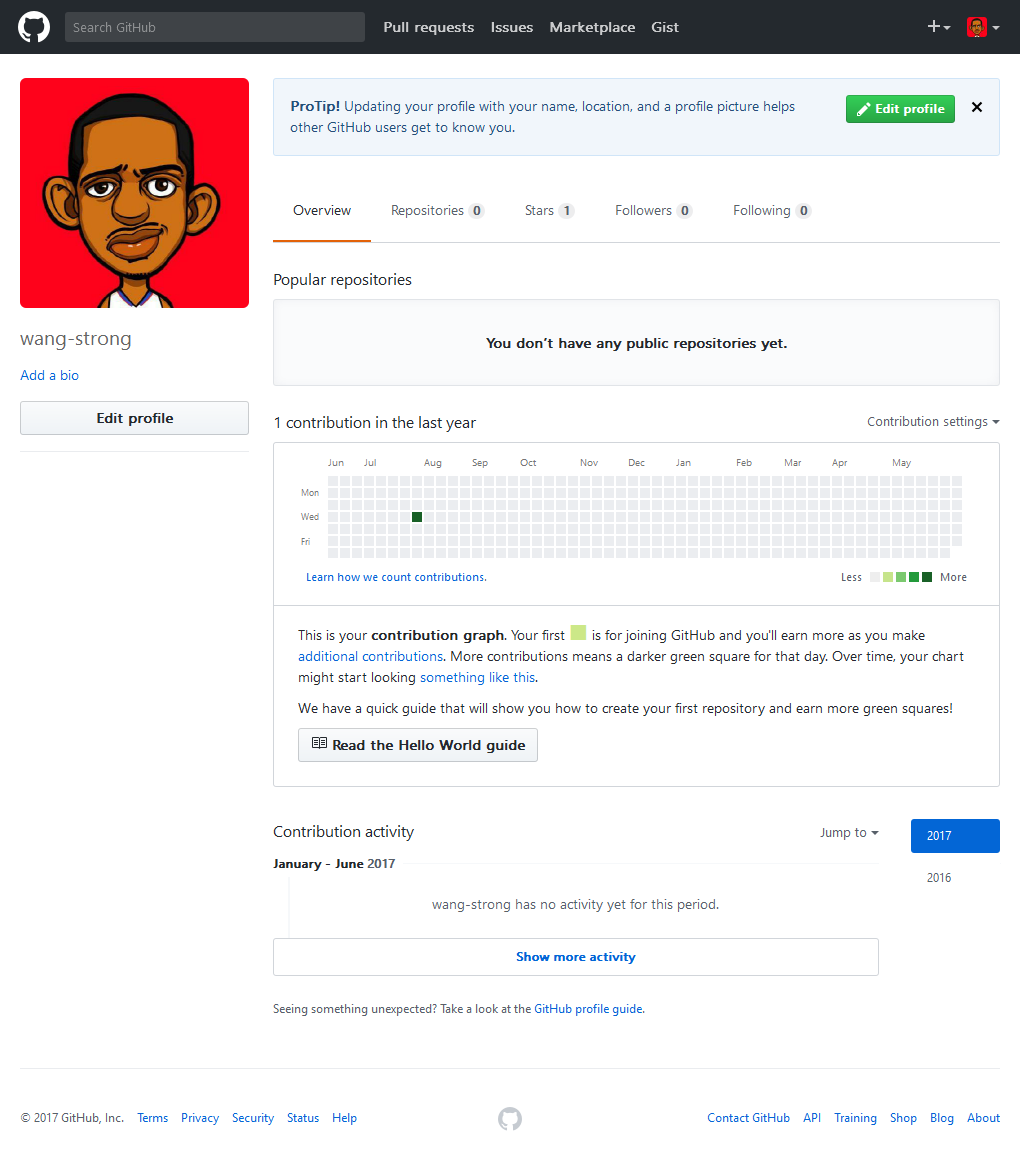 Search GitHub
Pull requests Issues Marketplace Gist
ProTip! Updating your profile with your name, location, and a profile picture helps
other GitHub users get to know you.
Edit profile
Overview Repositories 0 Stars 1 Followers 0 Following 0
wang-strong
Add a bio
Edit profile
Popular repositories
You don’t have any public repositories yet.
1 contribution in the last year
Contribution settings
Jun Jul Aug Sep Oct Nov Dec Jan Feb Mar Apr May
Mon
Wed
Fri
Learn how we count contributions.
Less More
This is your contribution graph. Your first is for joining GitHub and you'll earn more as you make
additional contributions. More contributions means a darker green square for that day. Over time, your chart
might start looking something like this.
We have a quick guide that will show you how to create your first repository and earn more green squares!
Read the Hello World guide
Contribution activity
Jump to
2017
2016
January - June 2017
wang-strong has no activity yet for this period.
Show more activity
Seeing something unexpected? Take a look at the GitHub profile guide.
© 2017 GitHub, Inc. Terms Privacy Security Status Help
Contact GitHub API Training Shop Blog About